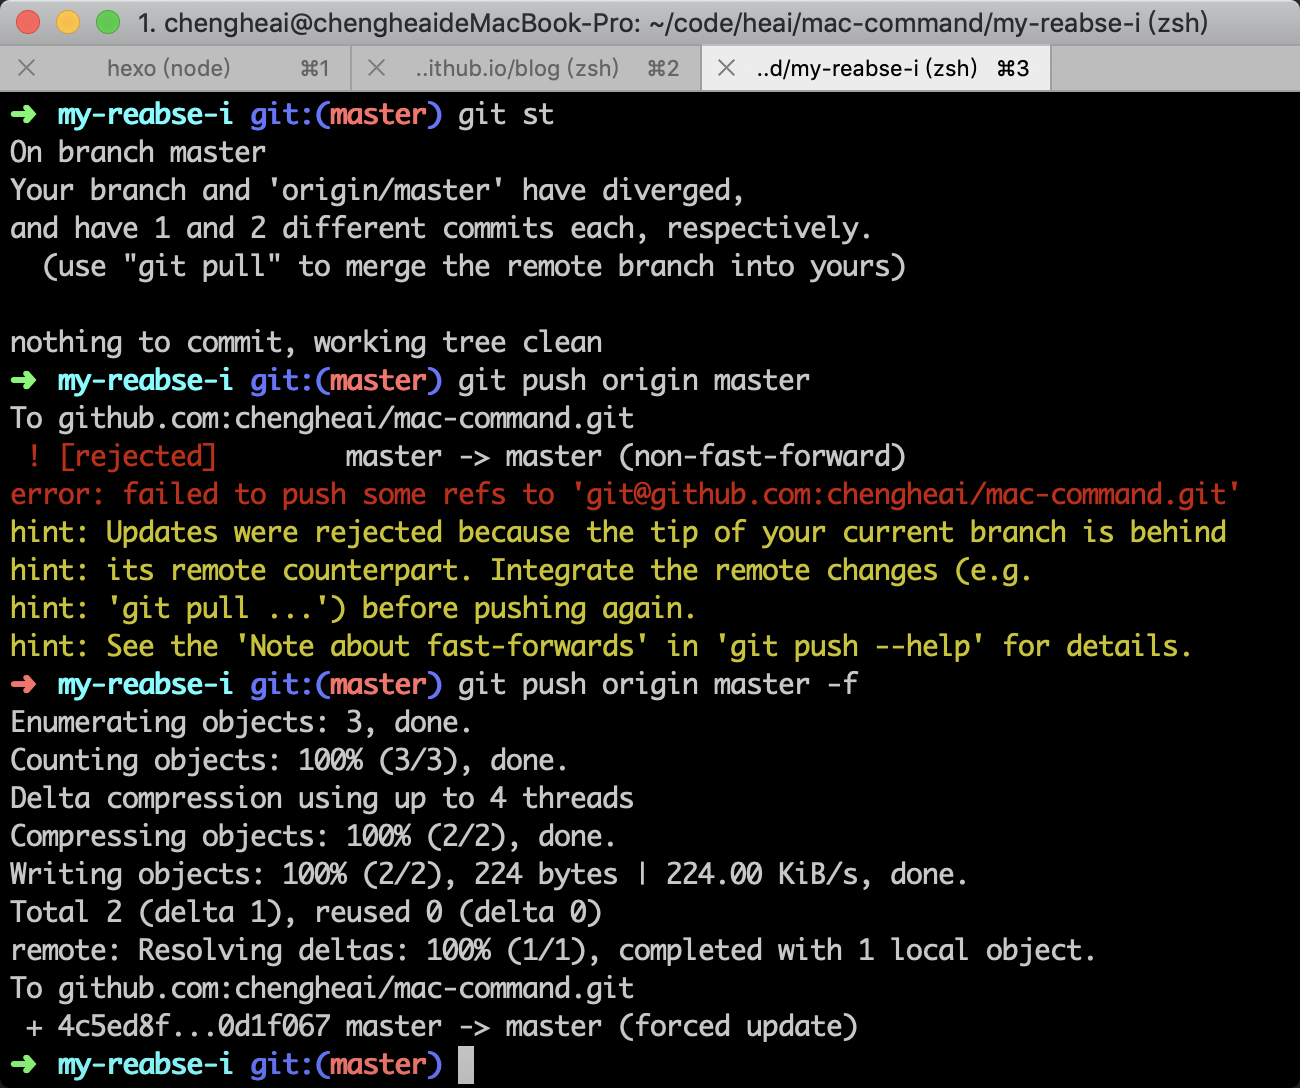 1. chengheai@chengheaideMacBook-Pro: ~/code/heai/mac-command/my-reabse-i (zsh)
hexo (node) ⌘1 ..ithub.io/blog (zsh) ⌘2 ..d/my-reabse-i (zsh) ⌘3
➜ my-reabse-i git:(master) git st
On branch master
Your branch and 'origin/master' have diverged,
and have 1 and 2 different commits each, respectively.
  (use "git pull" to merge the remote branch into yours)

nothing to commit, working tree clean
➜ my-reabse-i git:(master) git push origin master
To github.com:chengheai/mac-command.git
 ! [rejected]        master -> master (non-fast-forward)
error: failed to push some refs to 'git@github.com:chengheai/mac-command.git'
hint: Updates were rejected because the tip of your current branch is behind
hint: its remote counterpart. Integrate the remote changes (e.g.
hint: 'git pull ...') before pushing again.
hint: See the 'Note about fast-forwards' in 'git push --help' for details.
➜ my-reabse-i git:(master) git push origin master -f
Enumerating objects: 3, done.
Counting objects: 100% (3/3), done.
Delta compression using up to 4 threads
Compressing objects: 100% (2/2), done.
Writing objects: 100% (2/2), 224 bytes | 224.00 KiB/s, done.
Total 2 (delta 1), reused 0 (delta 0)
remote: Resolving deltas: 100% (1/1), completed with 1 local object.
To github.com:chengheai/mac-command.git
 + 4c5ed8f...0d1f067 master -> master (forced update)
➜ my-reabse-i git:(master)